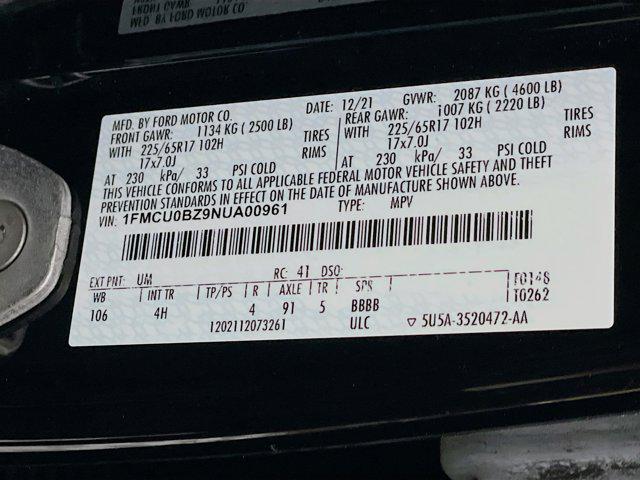 MFD. BY FORD MOTOR CO.
DATE: 12/21 GVWR: 2087 KG ( 4600 LB)
FRONT GAWR: 1134 KG ( 2500 LB) REAR GAWR: 1007 KG ( 2220 LB)
WITH 225/65R17 102H TIRES WITH 225/65R17 102H TIRES
17x7.0J RIMS 17x7.0J RIMS
AT 230 kPa/ 33 PSI COLD AT 230 kPa/ 33 PSI COLD
THIS VEHICLE CONFORMS TO ALL APPLICABLE FEDERAL MOTOR VEHICLE SAFETY AND THEFT
PREVENTION STANDARDS IN EFFECT ON THE DATE OF MANUFACTURE SHOWN ABOVE.
VIN: 1FMCU0BZ9NUA00961 TYPE: MPV
EXT PNT: UM RC: 41 DSO:
WB INT TR TP/PS R AXLE TR SPR F0148
106 4H 4 91 5 BBBB T0262
1202112073261 ULC ▽ 5U5A-3520472-AA